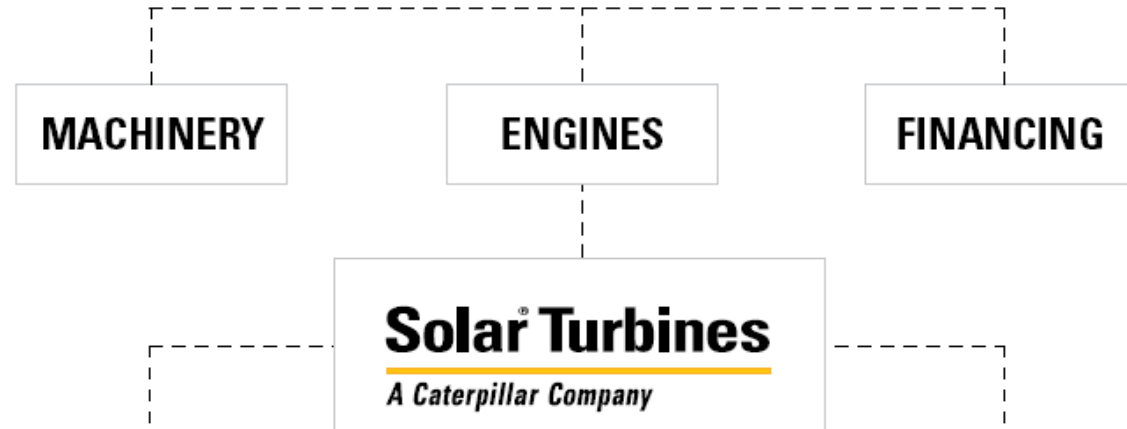 MACHINERY
ENGINES
FINANCING
Solar® Turbines
A Caterpillar Company